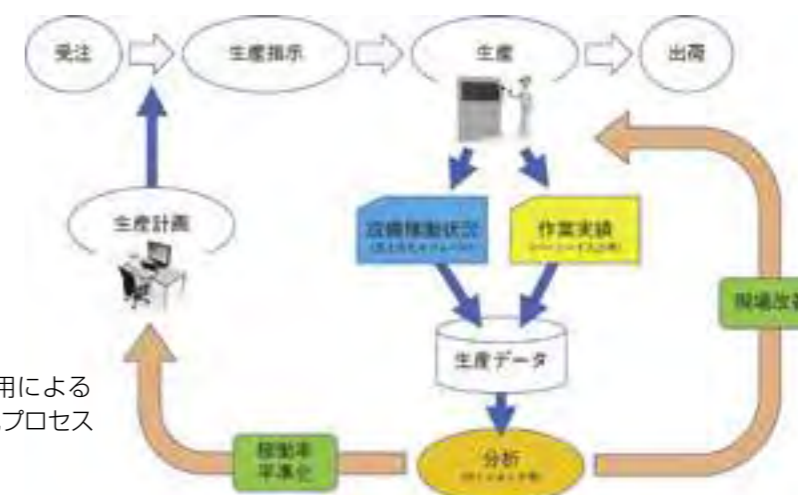 受注
生産指示
生産
出荷
生産計画
設備稼働状況
作業実績
現場改善
生産データ
用による
プロセス
稼働率
平準化
分析